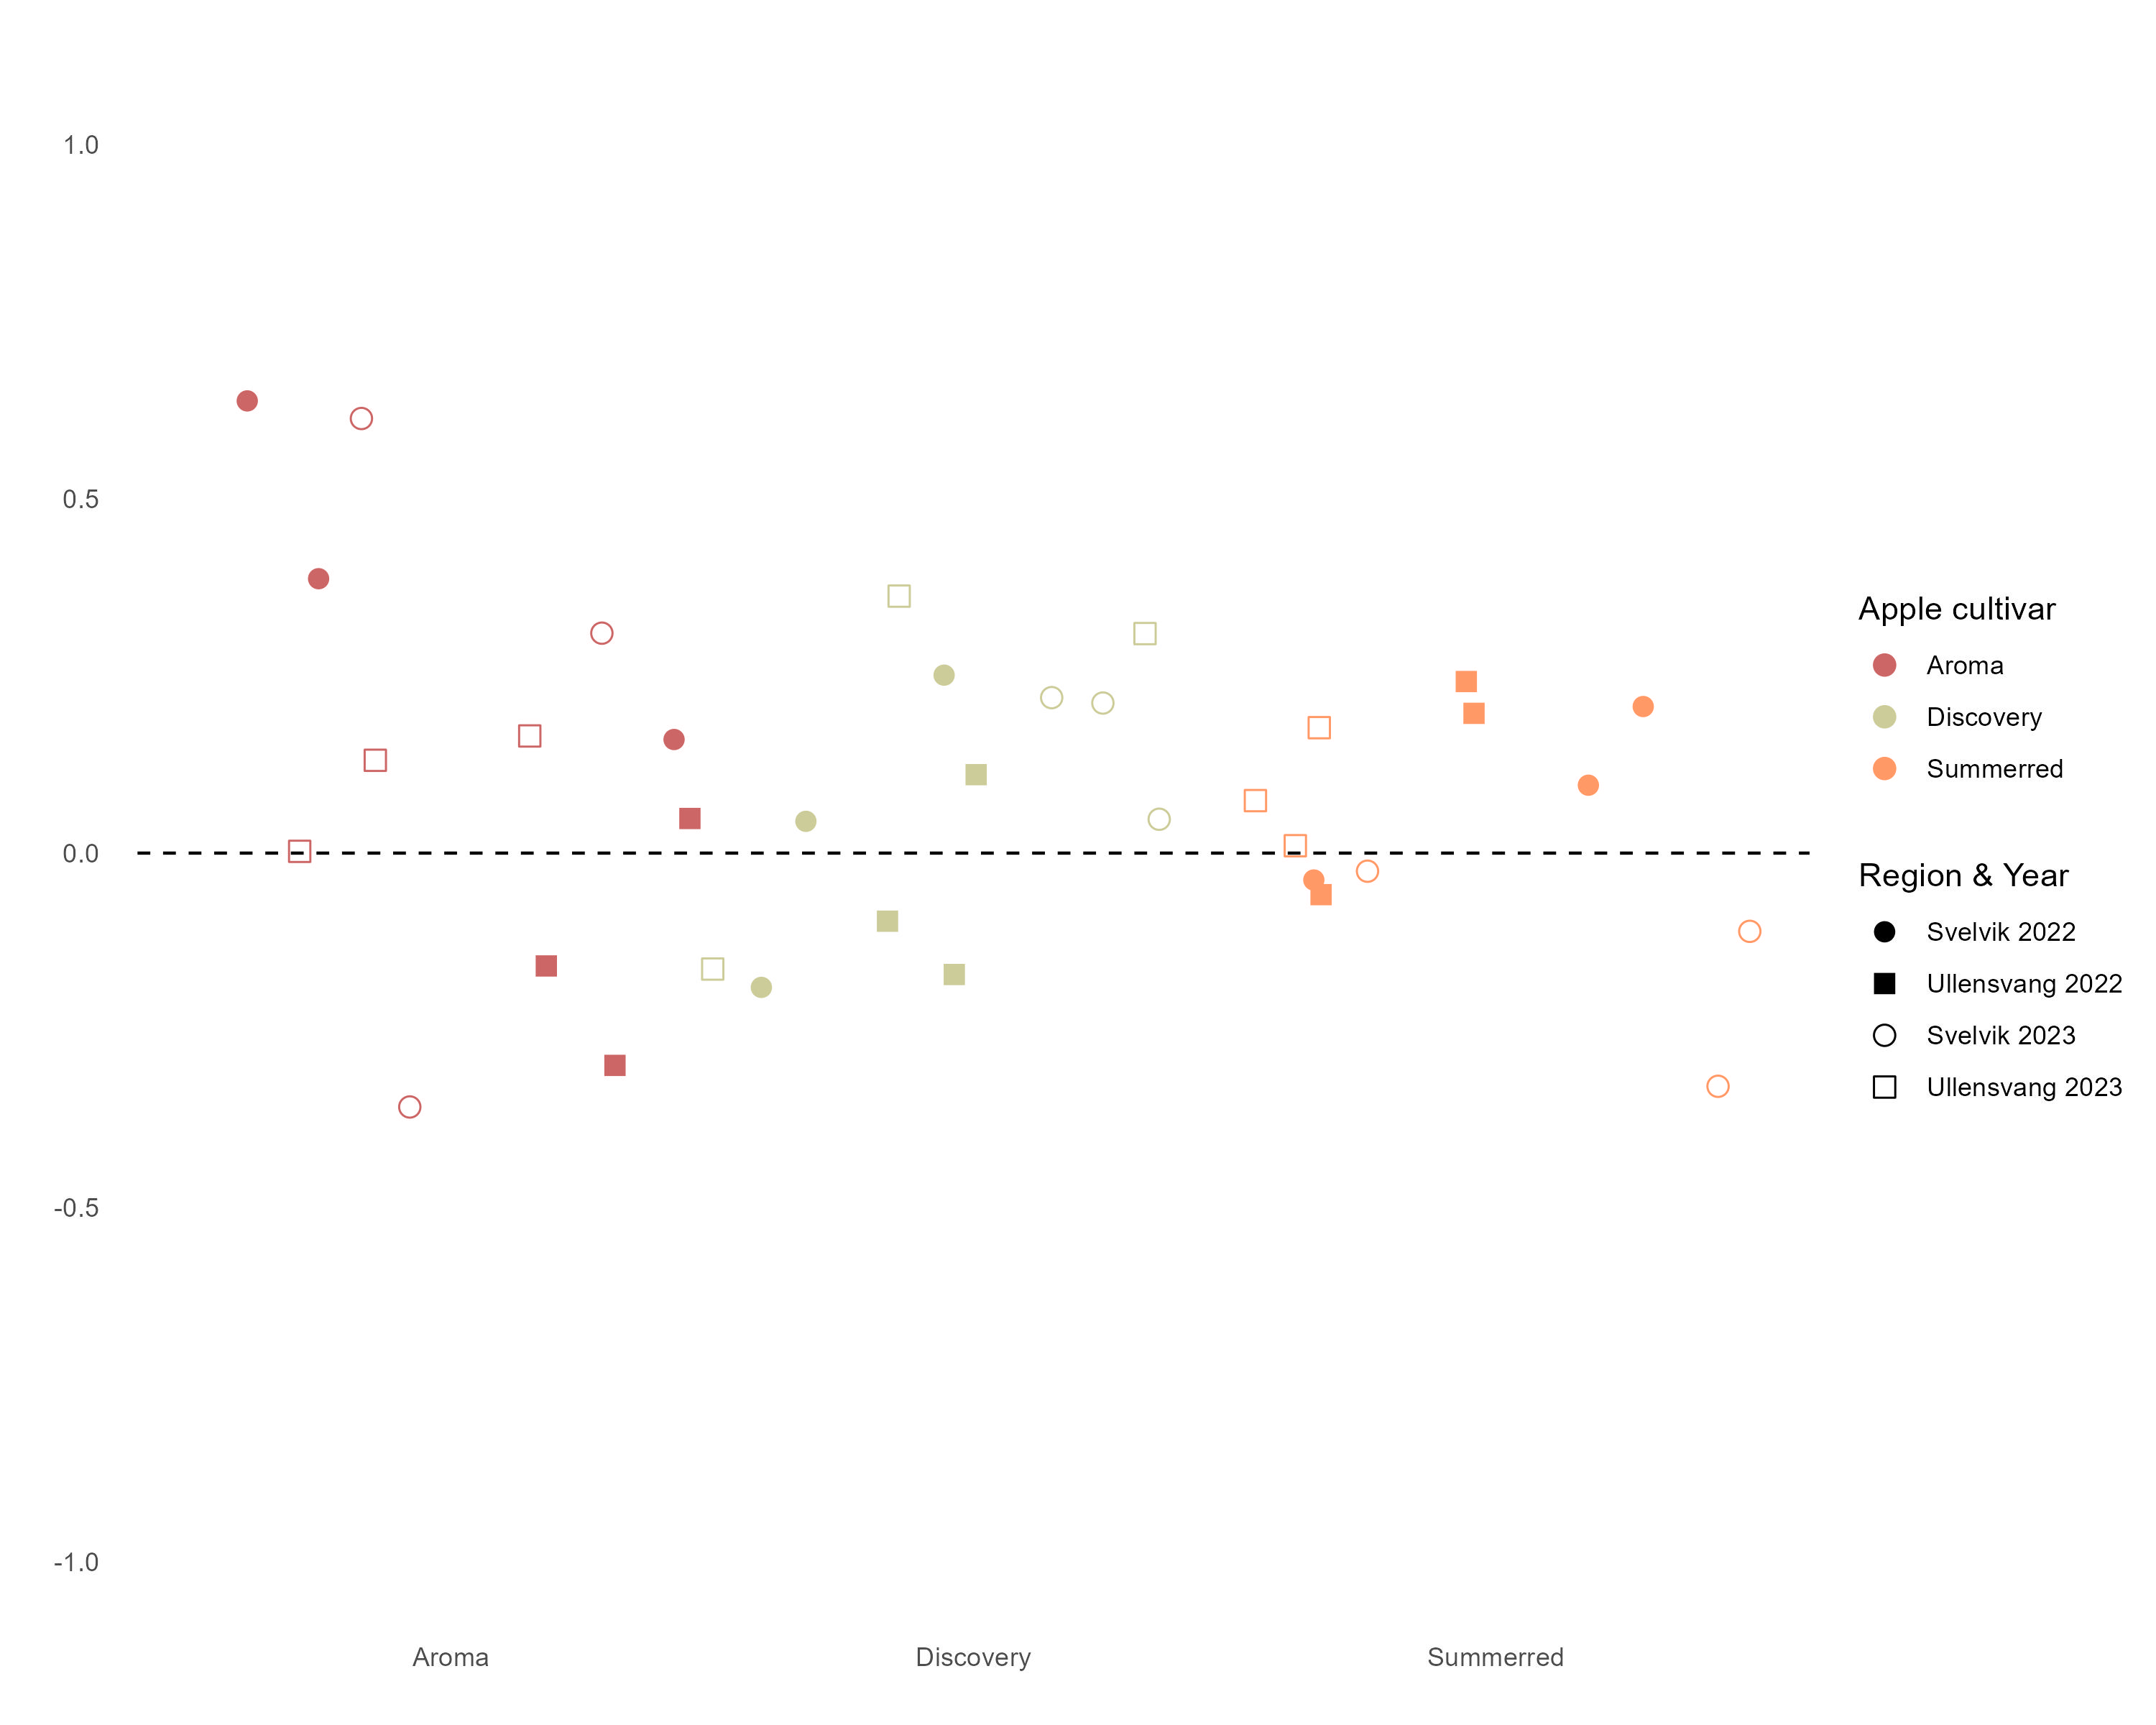 1.0
0.5
0.0
-0.5
-1.0
Aroma
Discovery
Summerred
Apple cultivar
Aroma
Discovery
Summerred
Region & Year
Svelvik 2022
Ullensvang 2022
Svelvik 2023
Ullensvang 2023